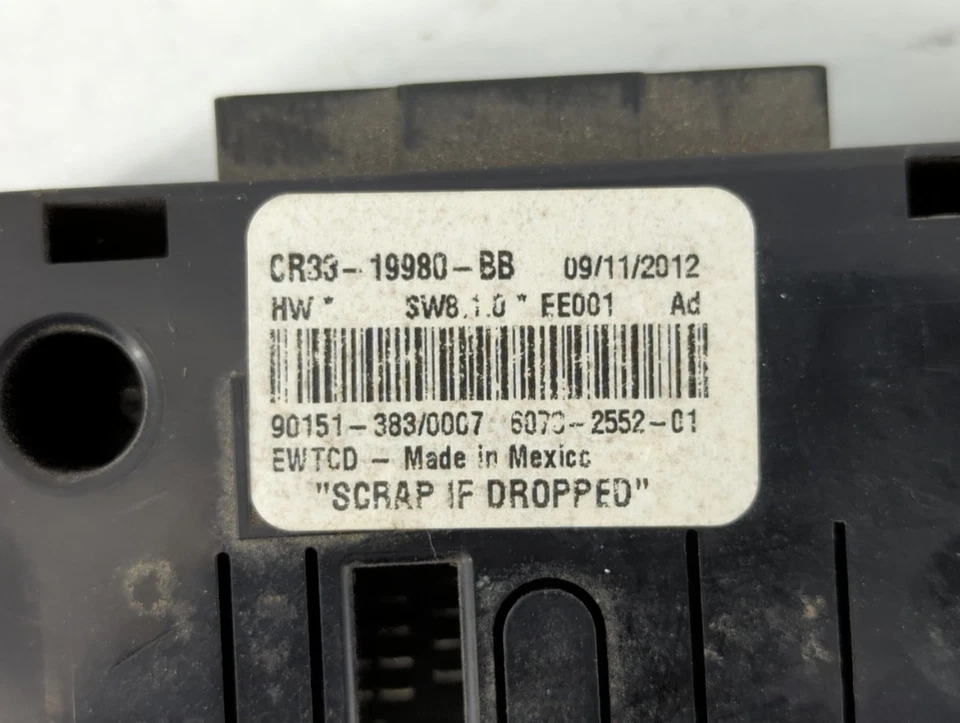 CR33-19980-BB 09/11/2012
HW * SW8.1.0 * EE001 Ad
90151-383/0007 6073-2552-01
EWTCD - Made in Mexico
"SCRAP IF DROPPED"